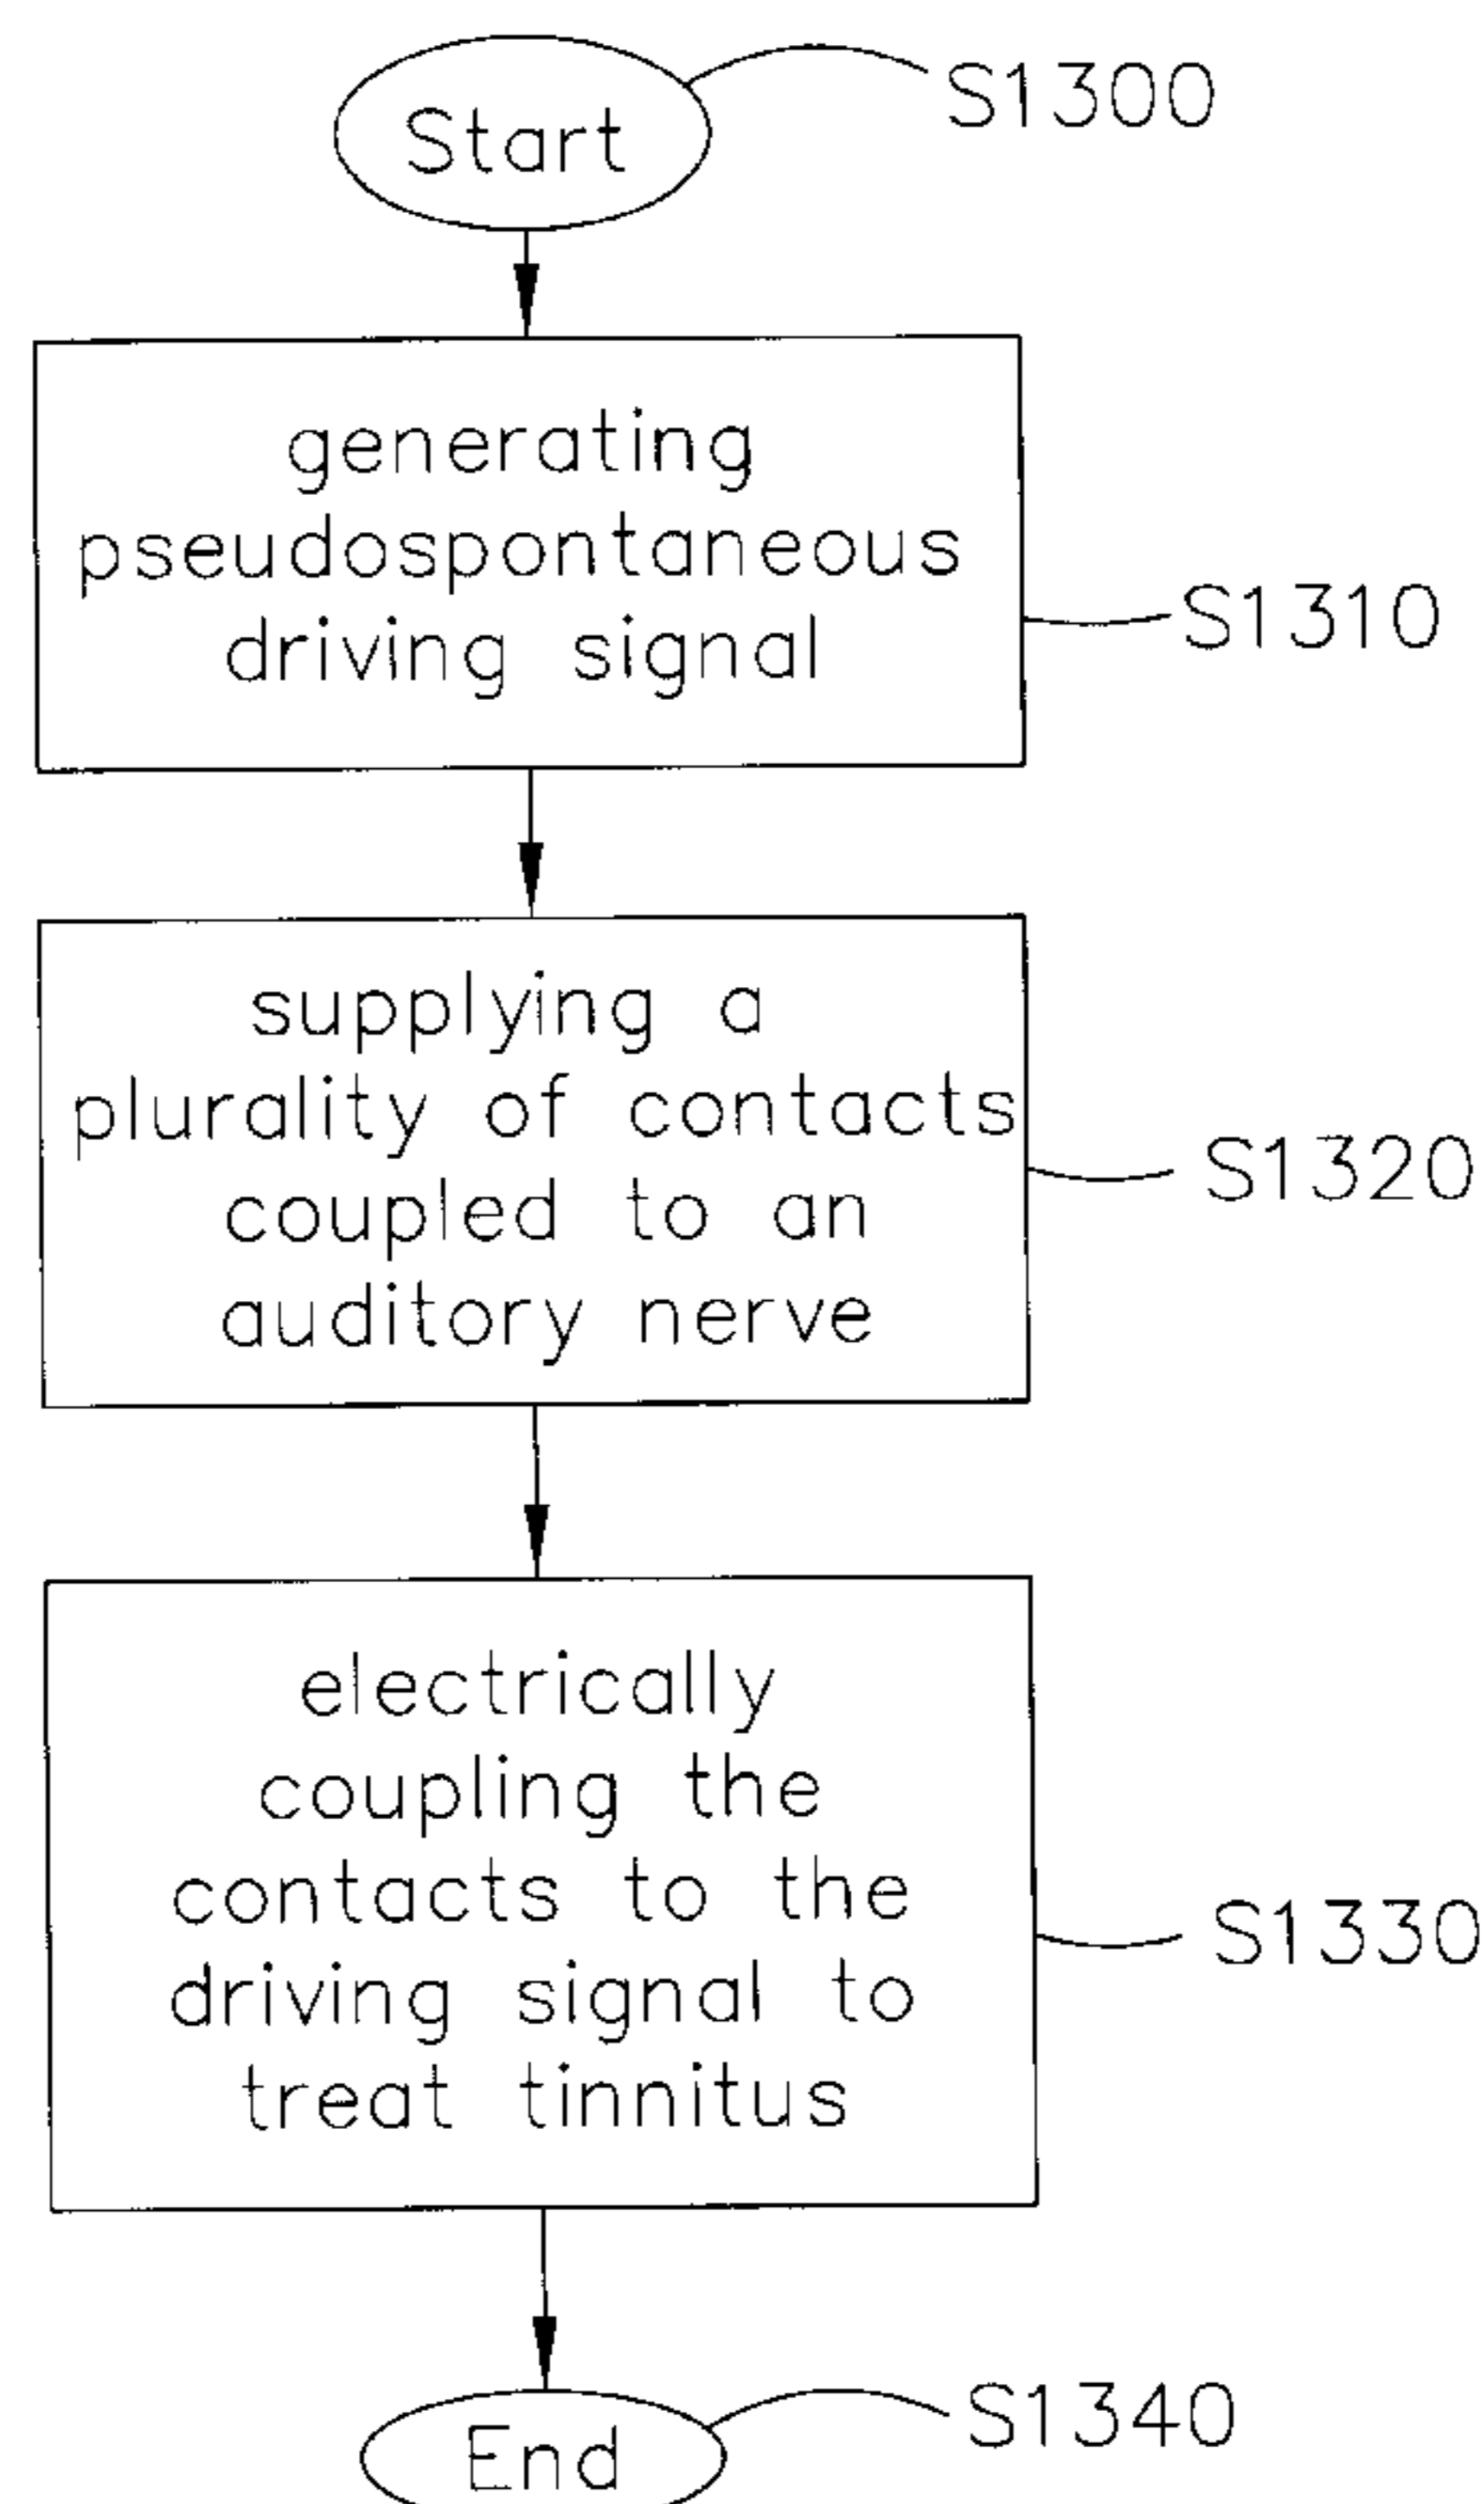 Start
S1300
generating
pseudospontaneous
driving signal
S1310
supplying a
plurality of contacts
coupled to an
auditory nerve
S1320
electrically
coupling the
contacts to the
driving signal to
treat tinnitus
S1330
End
S1340